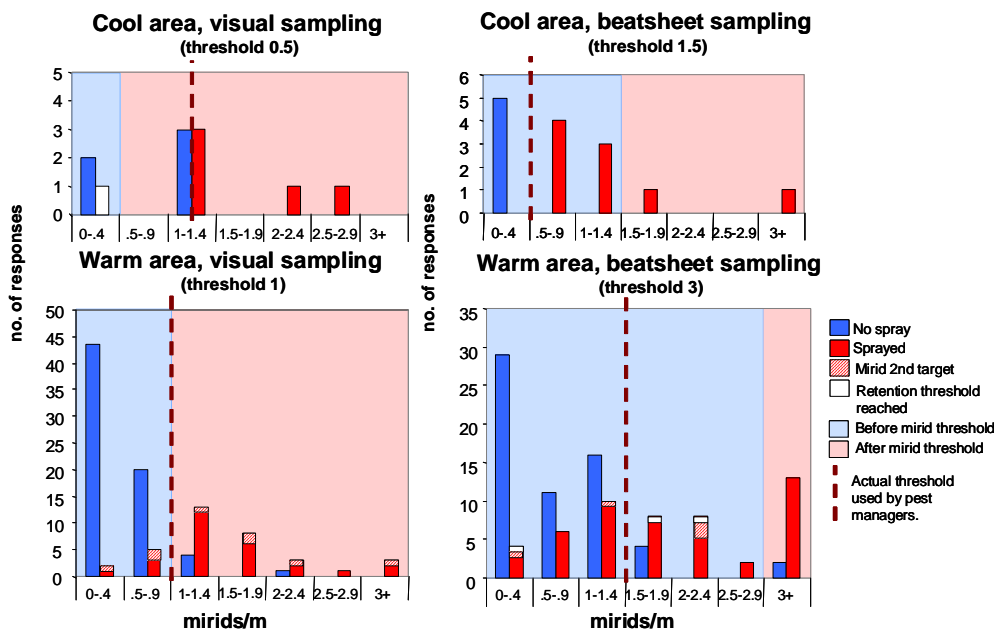 Cool area, visual sampling
(threshold 0.5)
5
4
3
2
1
0
0-.4 .5-.9 1-1.4 1.5-1.9 2-2.4 2.5-2.9 3+
Cool area, beatsheet sampling
(threshold 1.5)
6
5
4
3
2
1
0
0-.4 .5-.9 1-1.4 1.5-1.9 2-2.4 2.5-2.9 3+
no. of responses
no. of responses
Warm area, visual sampling
(threshold 1)
50
45
40
35
30
25
20
15
10
5
0
0-.4 .5-.9 1-1.4 1.5-1.9 2-2.4 2.5-2.9 3+
mirids/m
Warm area, beatsheet sampling
(threshold 3)
35
30
25
20
15
10
5
0
0-.4 .5-.9 1-1.4 1.5-1.9 2-2.4 2.5-2.9 3+
mirids/m
No spray
Sprayed
Mirid 2nd target
Retention threshold
reached
Before mirid threshold
After mirid threshold
Actual threshold
used by pest
managers.